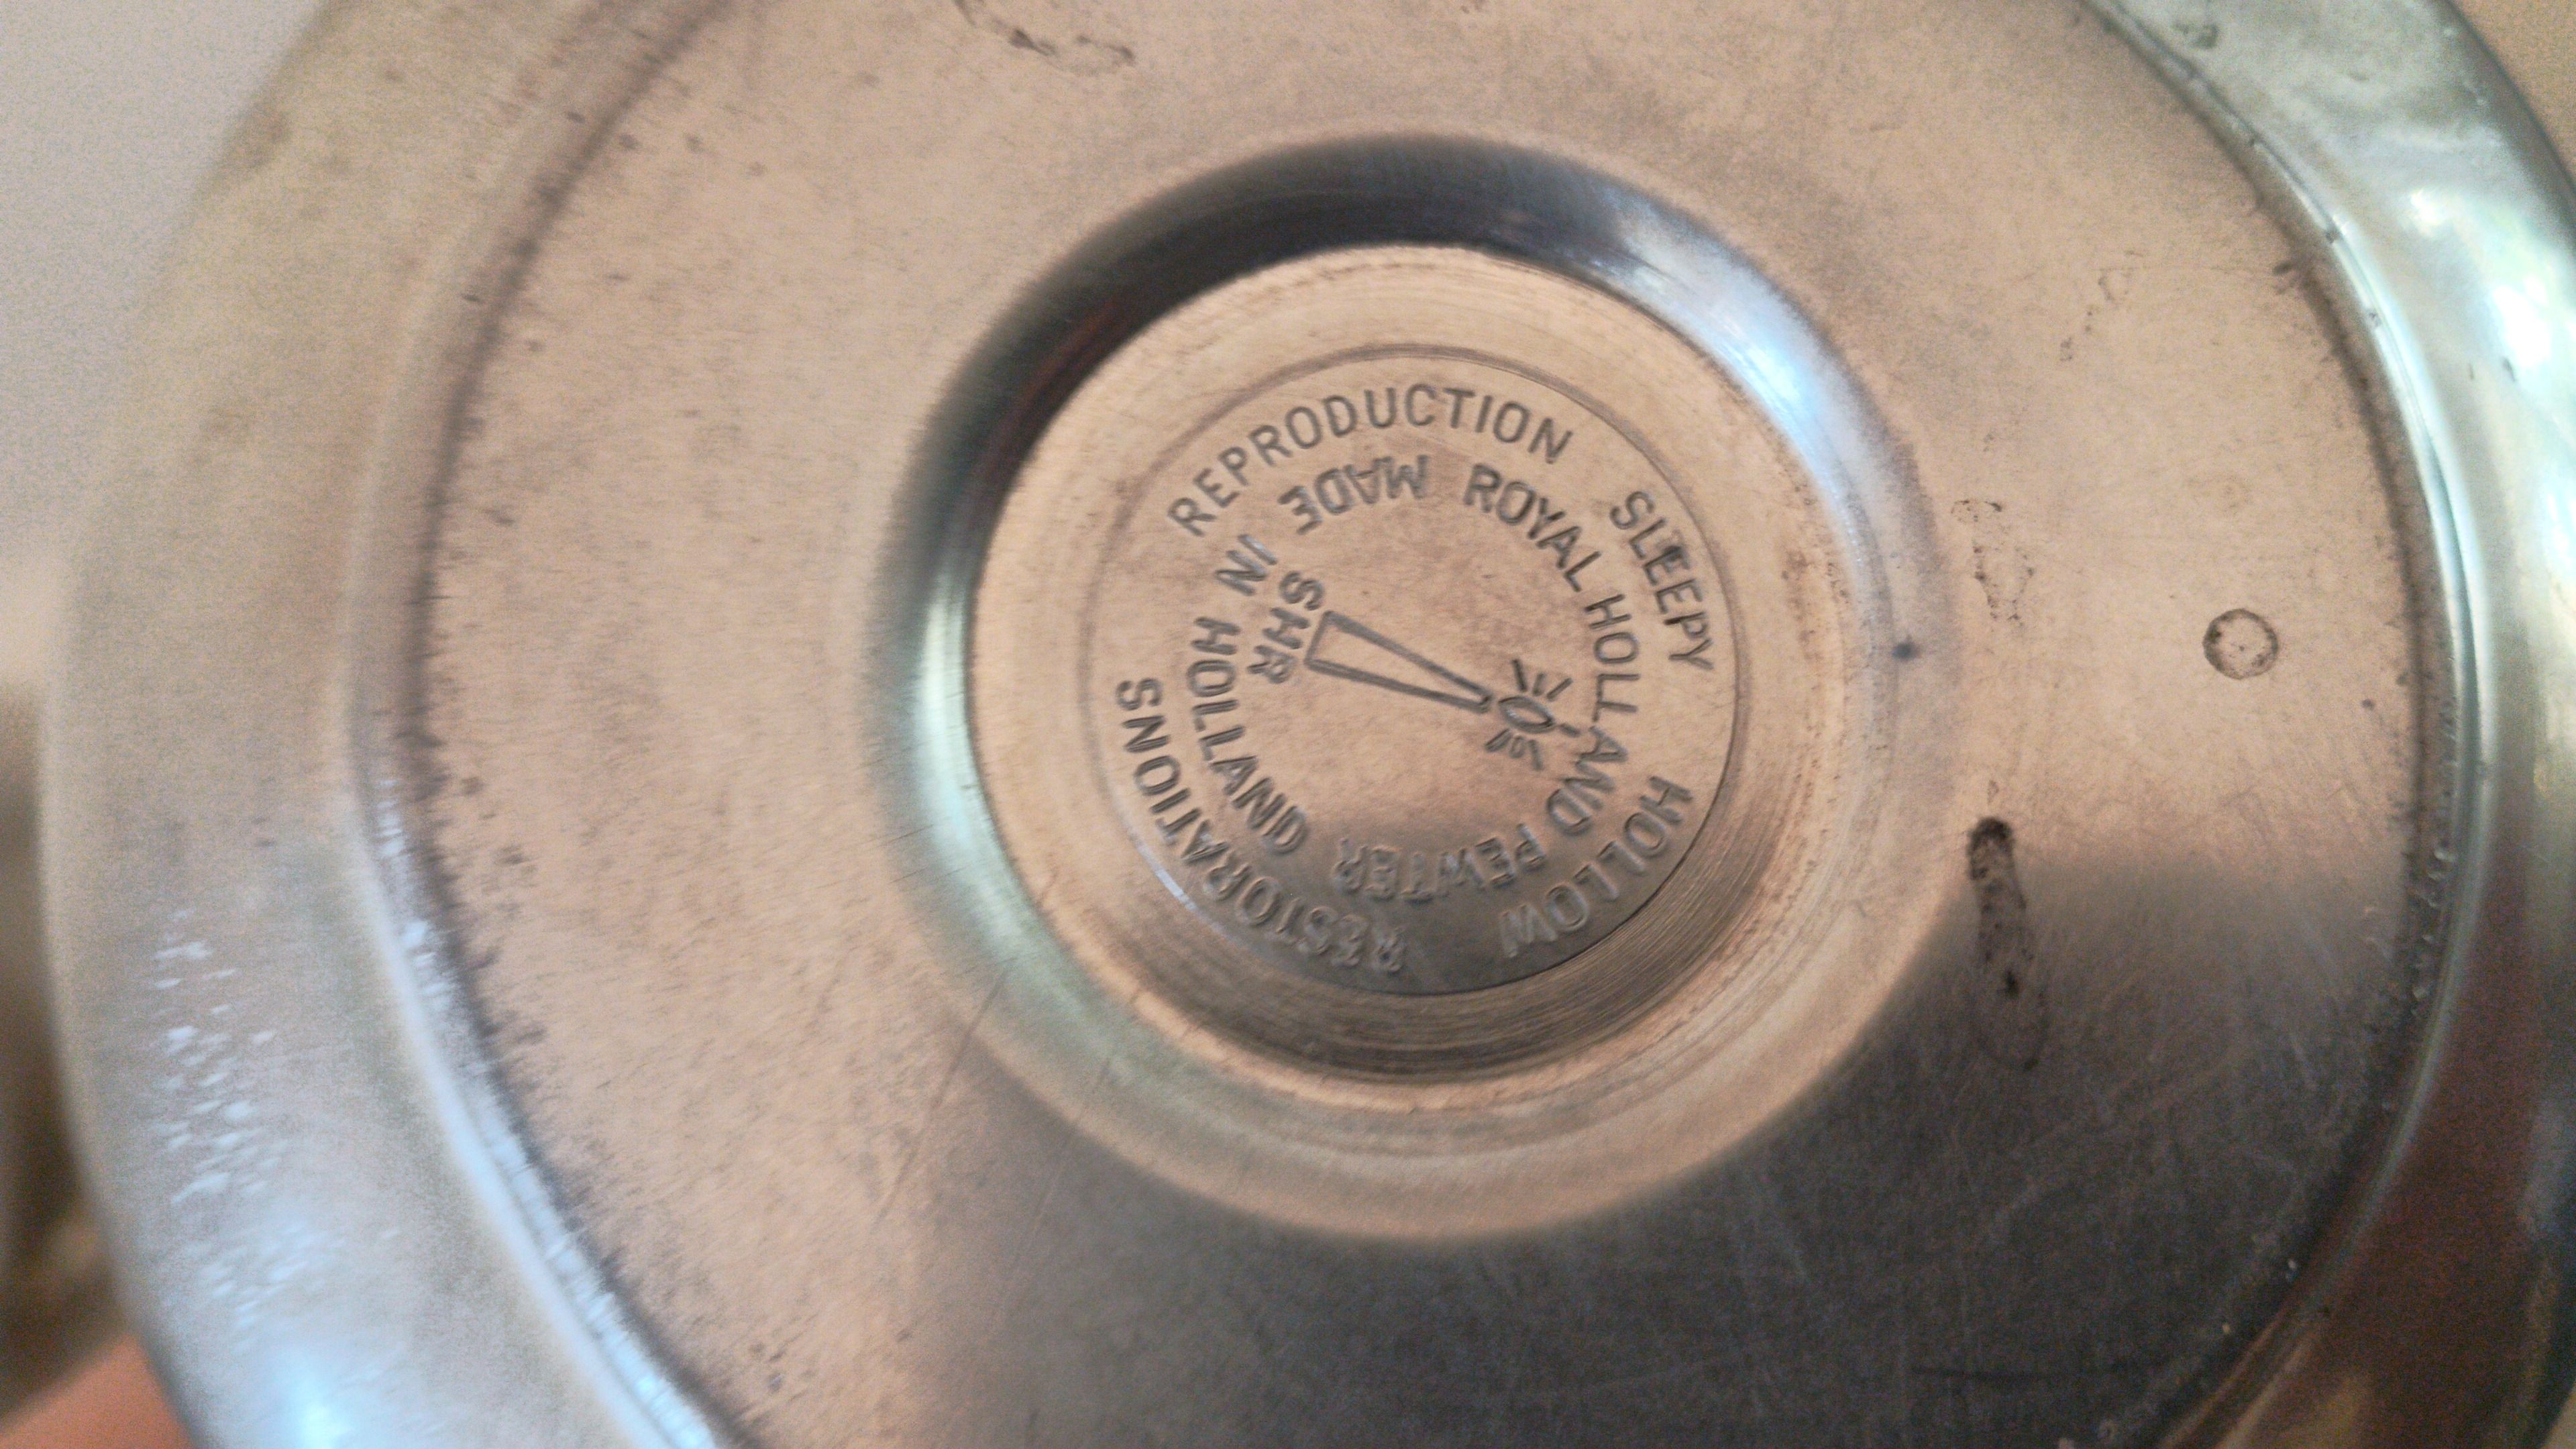 REPRODUCTION SLEEPY HOLLOW RESTORATIONS
ROYAL HOLLAND PEWTER
MADE IN HOLLAND
SHR